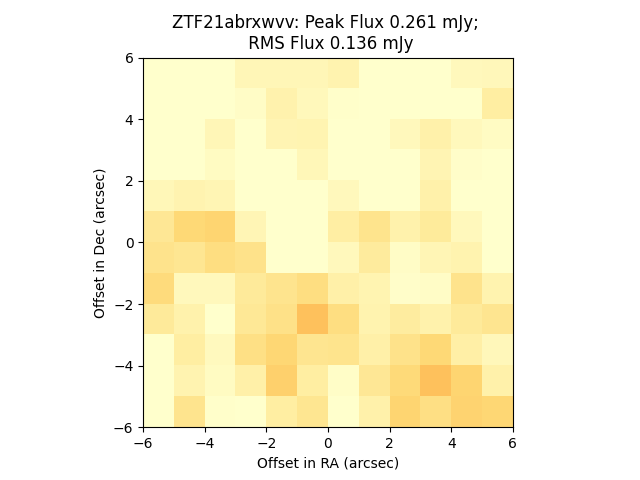 ZTF21abrxwvv: Peak Flux 0.261 mJy;
RMS Flux 0.136 mJy
6
4
2
0
−2
−4
−6
Offset in Dec (arcsec)
−6 −4 −2 0 2 4 6
Offset in RA (arcsec)